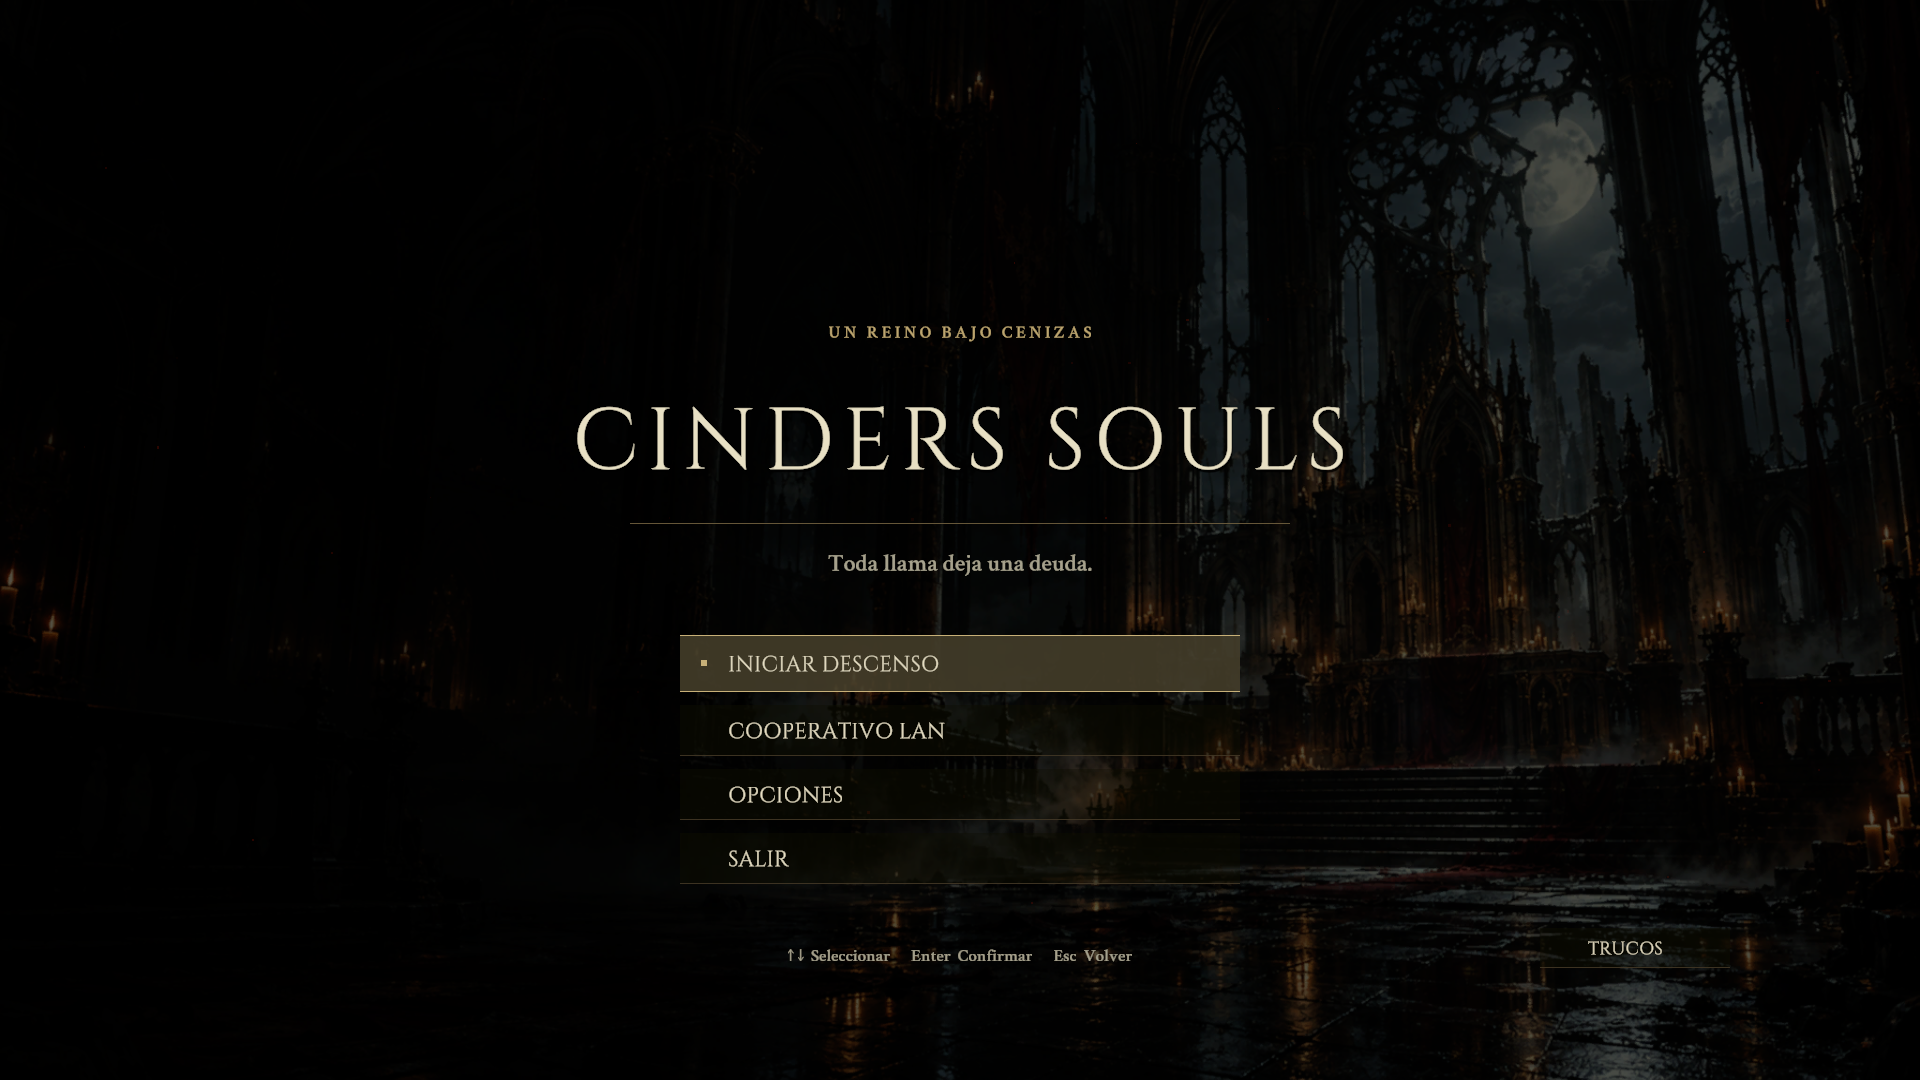 UN REINO BAJO CENIZAS
CINDERS SOULS
Toda llama deja una deuda.
INICIAR DESCENSO
COOPERATIVO LAN
OPCIONES
SALIR
↑↓ Seleccionar Enter Confirmar Esc Volver
TRUCOS